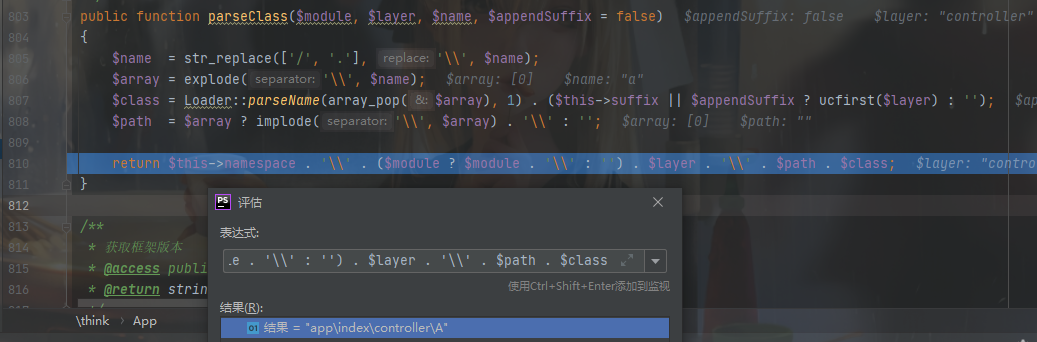 803 public function parseClass($module, $layer, $name, $appendSuffix = false) $appendSuffix: false $layer: "controller"
804 {
805 $name = str_replace(['/', '.'], replace: '\\', $name);
806 $array = explode( separator: '\\', $name); $array: [0] $name: "a"
807 $class = Loader::parseName(array_pop( &: $array), 1) . ($this->suffix || $appendSuffix ? ucfirst($layer) : ''); $ap
808 $path = $array ? implode( separator: '\\', $array) . '\\' : ''; $array: [0] $path: ""
809
810 return $this->namespace . '\\' . ($module ? $module . '\\' : '') . $layer . '\\' . $path . $class; $layer: "contro
811 }
812
813 /**
814 * 获取框架版本
815 * @access public
816 * @return string
PS 评估
表达式:
.e . '\\' : '') . $layer . '\\' . $path . $class
使用Ctrl+Shift+Enter添加到监视
结果(R):
01 结果 = "app\index\controller\A"
\think › App